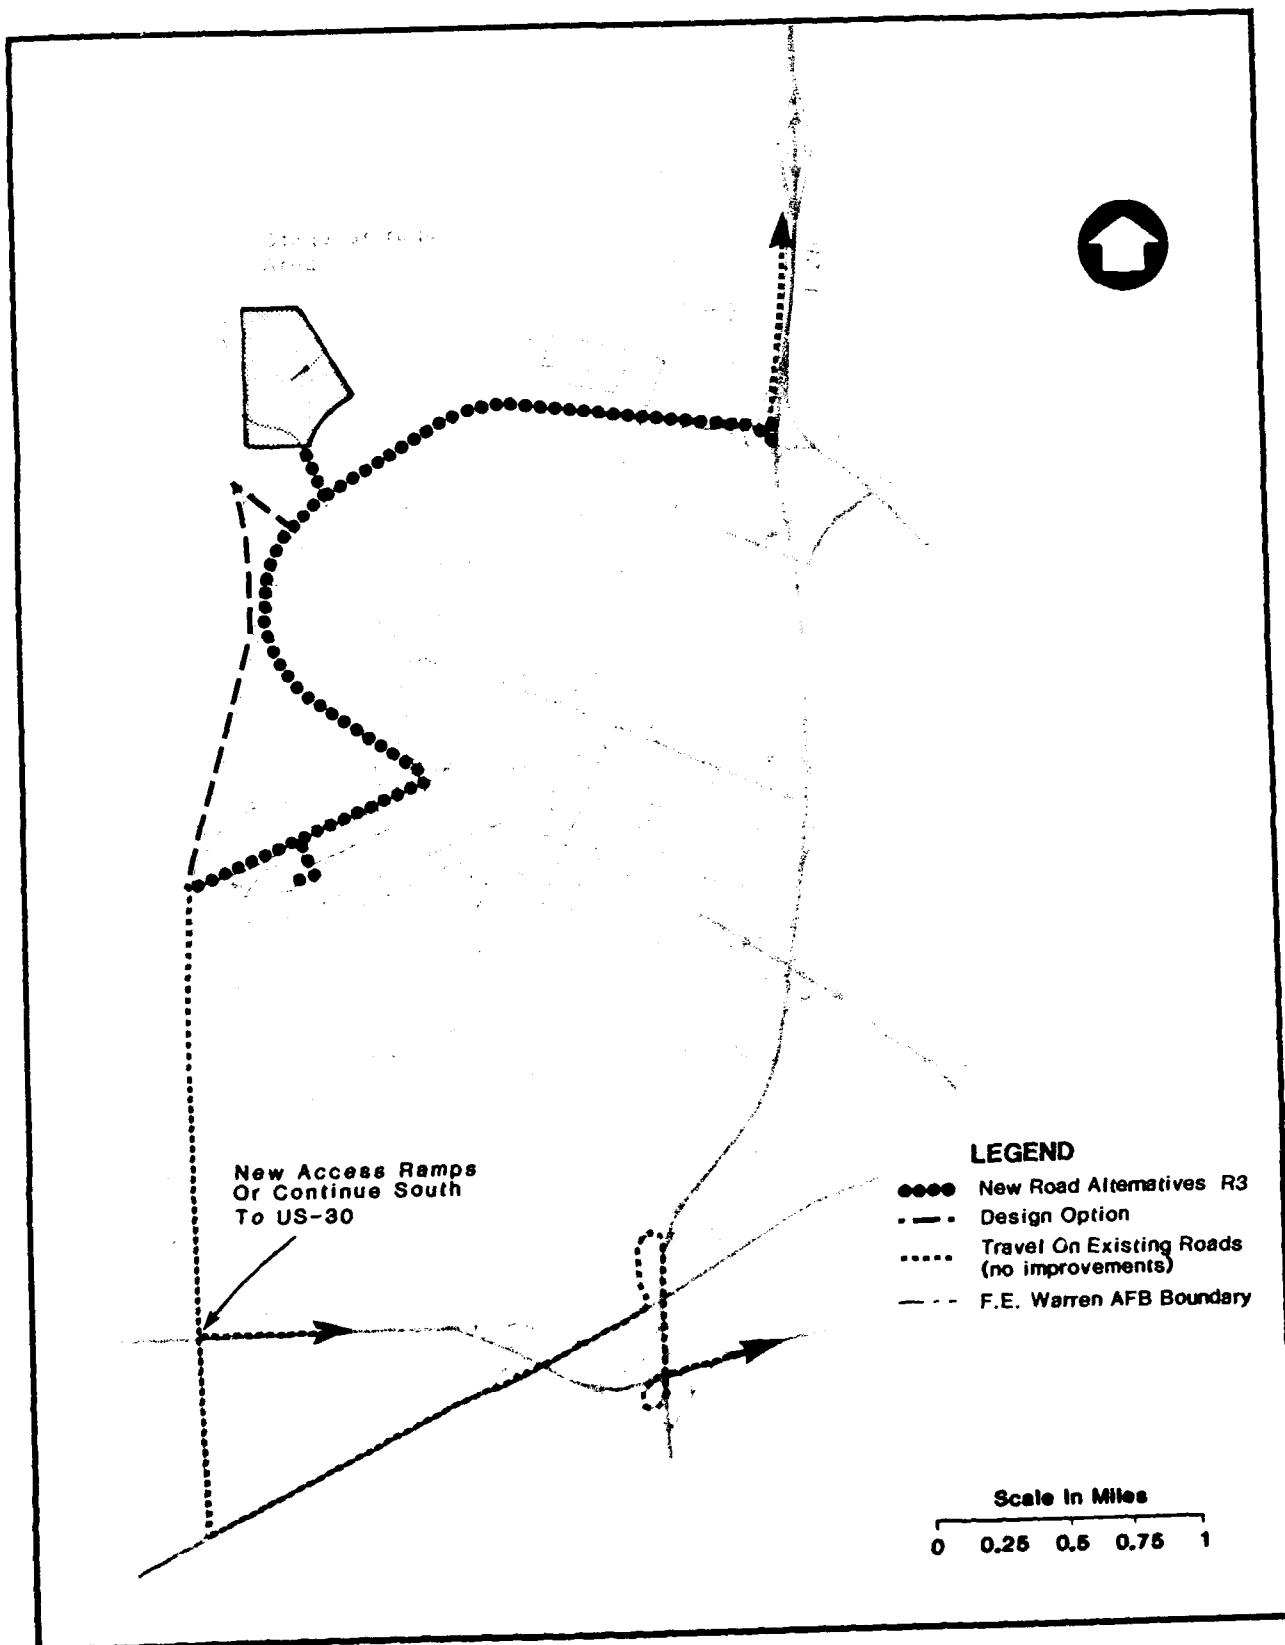 I-25
New Access Ramps
Or Continue South
To US-30
LEGEND
New Road Alternatives R3
Design Option
Travel On Existing Roads
(no improvements)
F.E. Warren AFB Boundary
Scale In Miles
0 0.25 0.5 0.75 1